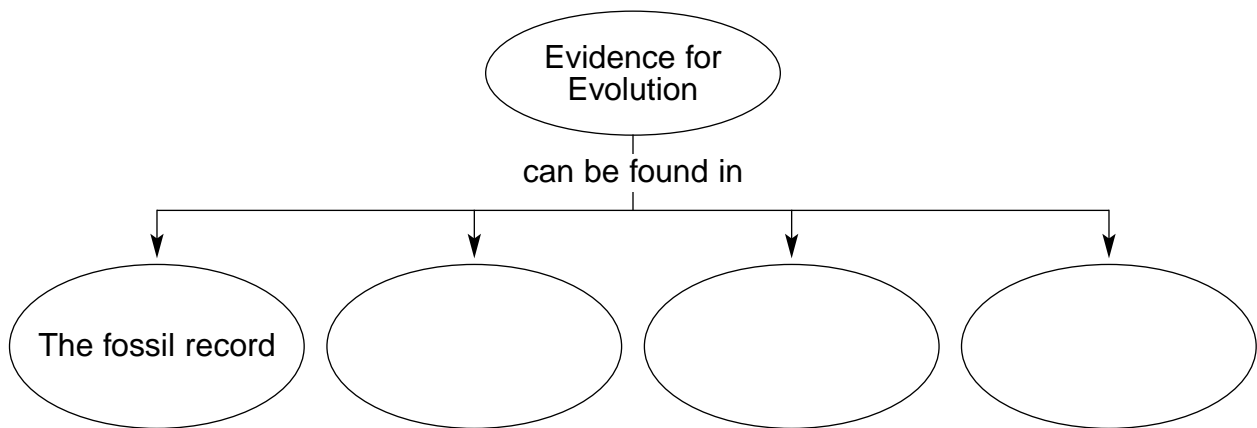 Evidence for
Evolution
can be found in
The fossil record